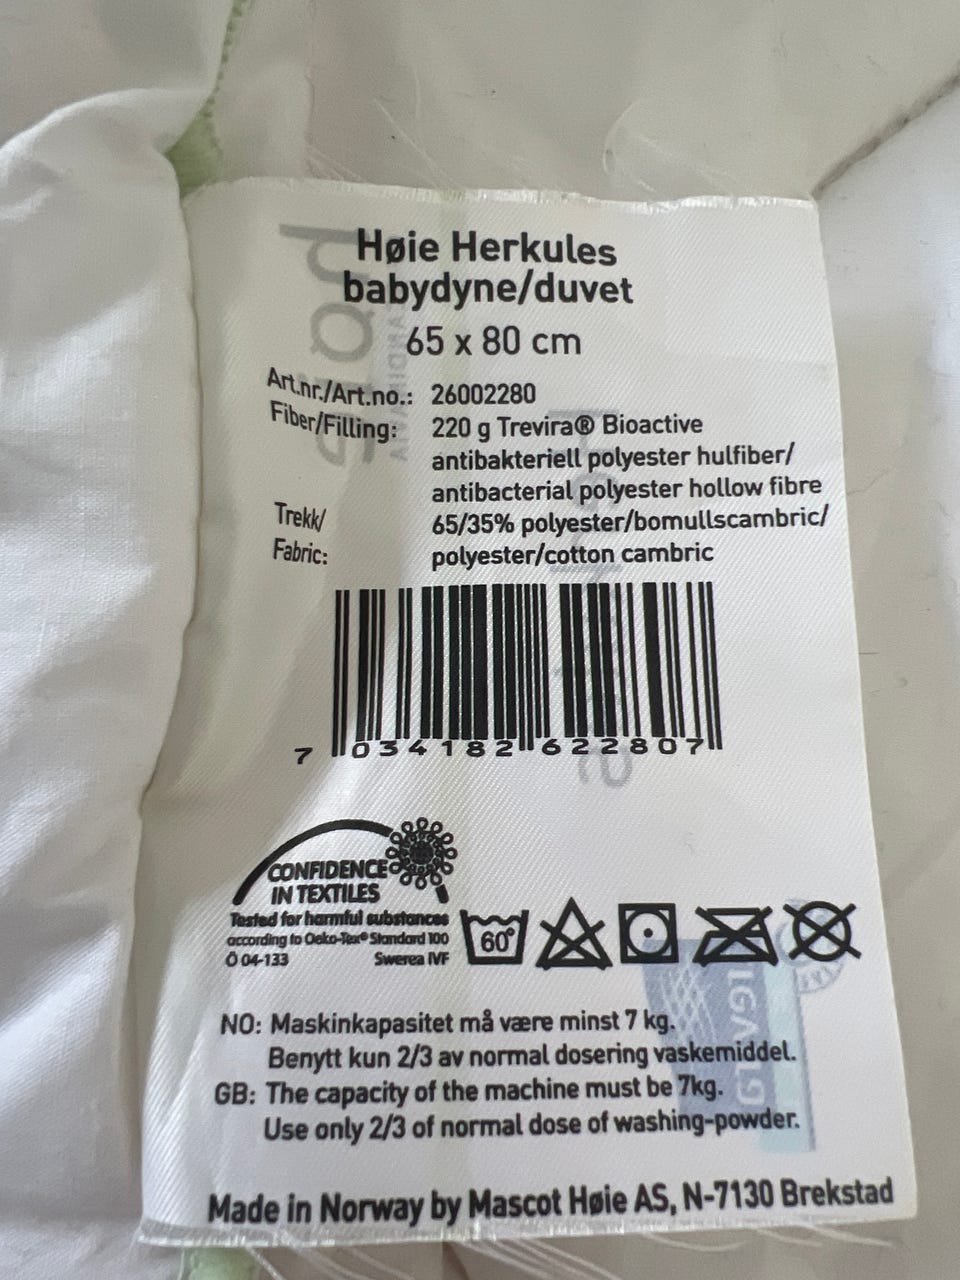 Høie Herkules
babydyne/duvet
65 x 80 cm
Art.nr./Art.no.: 26002280
Fiber/Filling: 220 g Trevira® Bioactive
antibakteriell polyester hulfiber/
antibacterial polyester hollow fibre
Trekk/ 65/35% polyester/bomullscambric/
Fabric: polyester/cotton cambric
7 034182 622807
CONFIDENCE
IN TEXTILES
Tested for harmful substances
according to Oeko-Tex® Standard 100
Ö 04-133 Swerea IVF
60°
NO: Maskinkapasitet må være minst 7 kg.
Benytt kun 2/3 av normal dosering vaskemiddel.
GB: The capacity of the machine must be 7kg.
Use only 2/3 of normal dose of washing-powder.
Made in Norway by Mascot Høie AS, N-7130 Brekstad